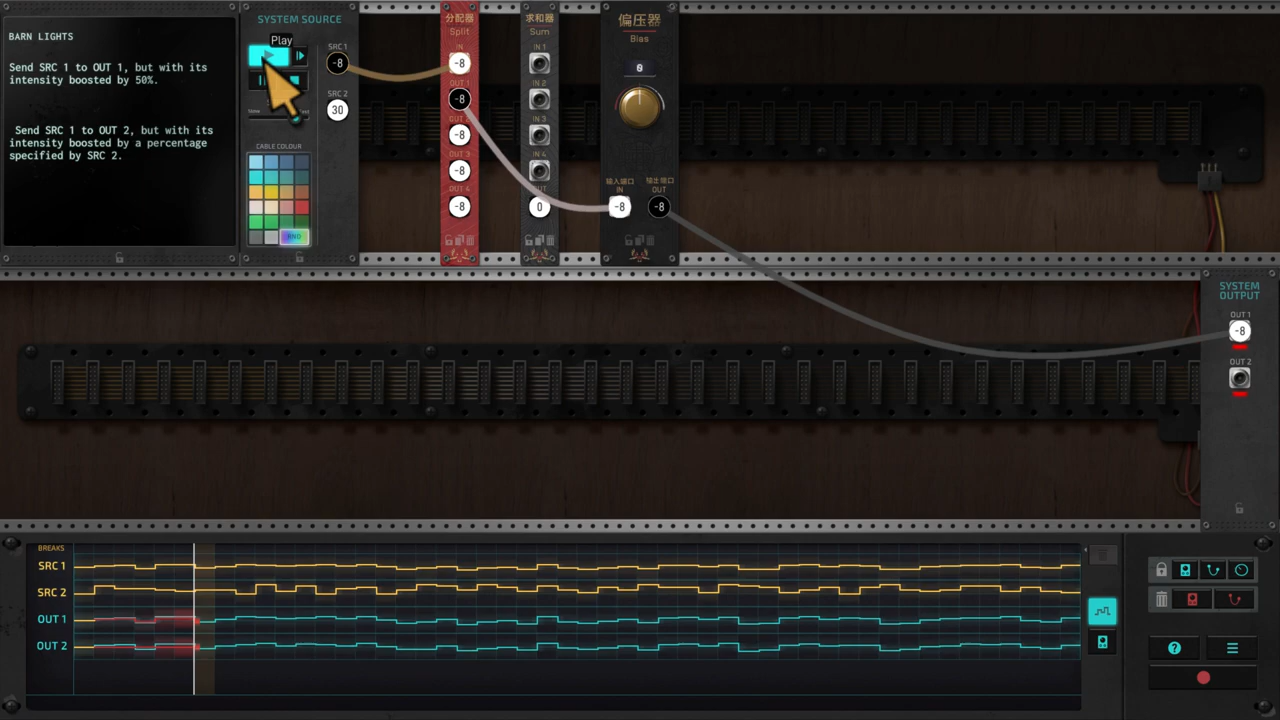 BARN LIGHTS
Send SRC 1 to OUT 1, but with its
intensity boosted by 50%.
Send SRC 1 to OUT 2, but with its
intensity boosted by a percentage
specified by SRC 2.
SYSTEM SOURCE
Play
SRC 1
-8
SRC 2
30
CABLE COLOUR
RND
分配器
Split
IN
-8
OUT 1
-8
OUT 2
-8
OUT 3
-8
OUT 4
-8
求和器
Sum
IN 1
IN 2
IN 3
IN 4
0
偏压器
Bias
0
输入端口
IN
-8
输出端口
OUT
-8
SYSTEM
OUTPUT
OUT 1
-8
OUT 2
BREAKS
SRC 1
SRC 2
OUT 1
OUT 2
?